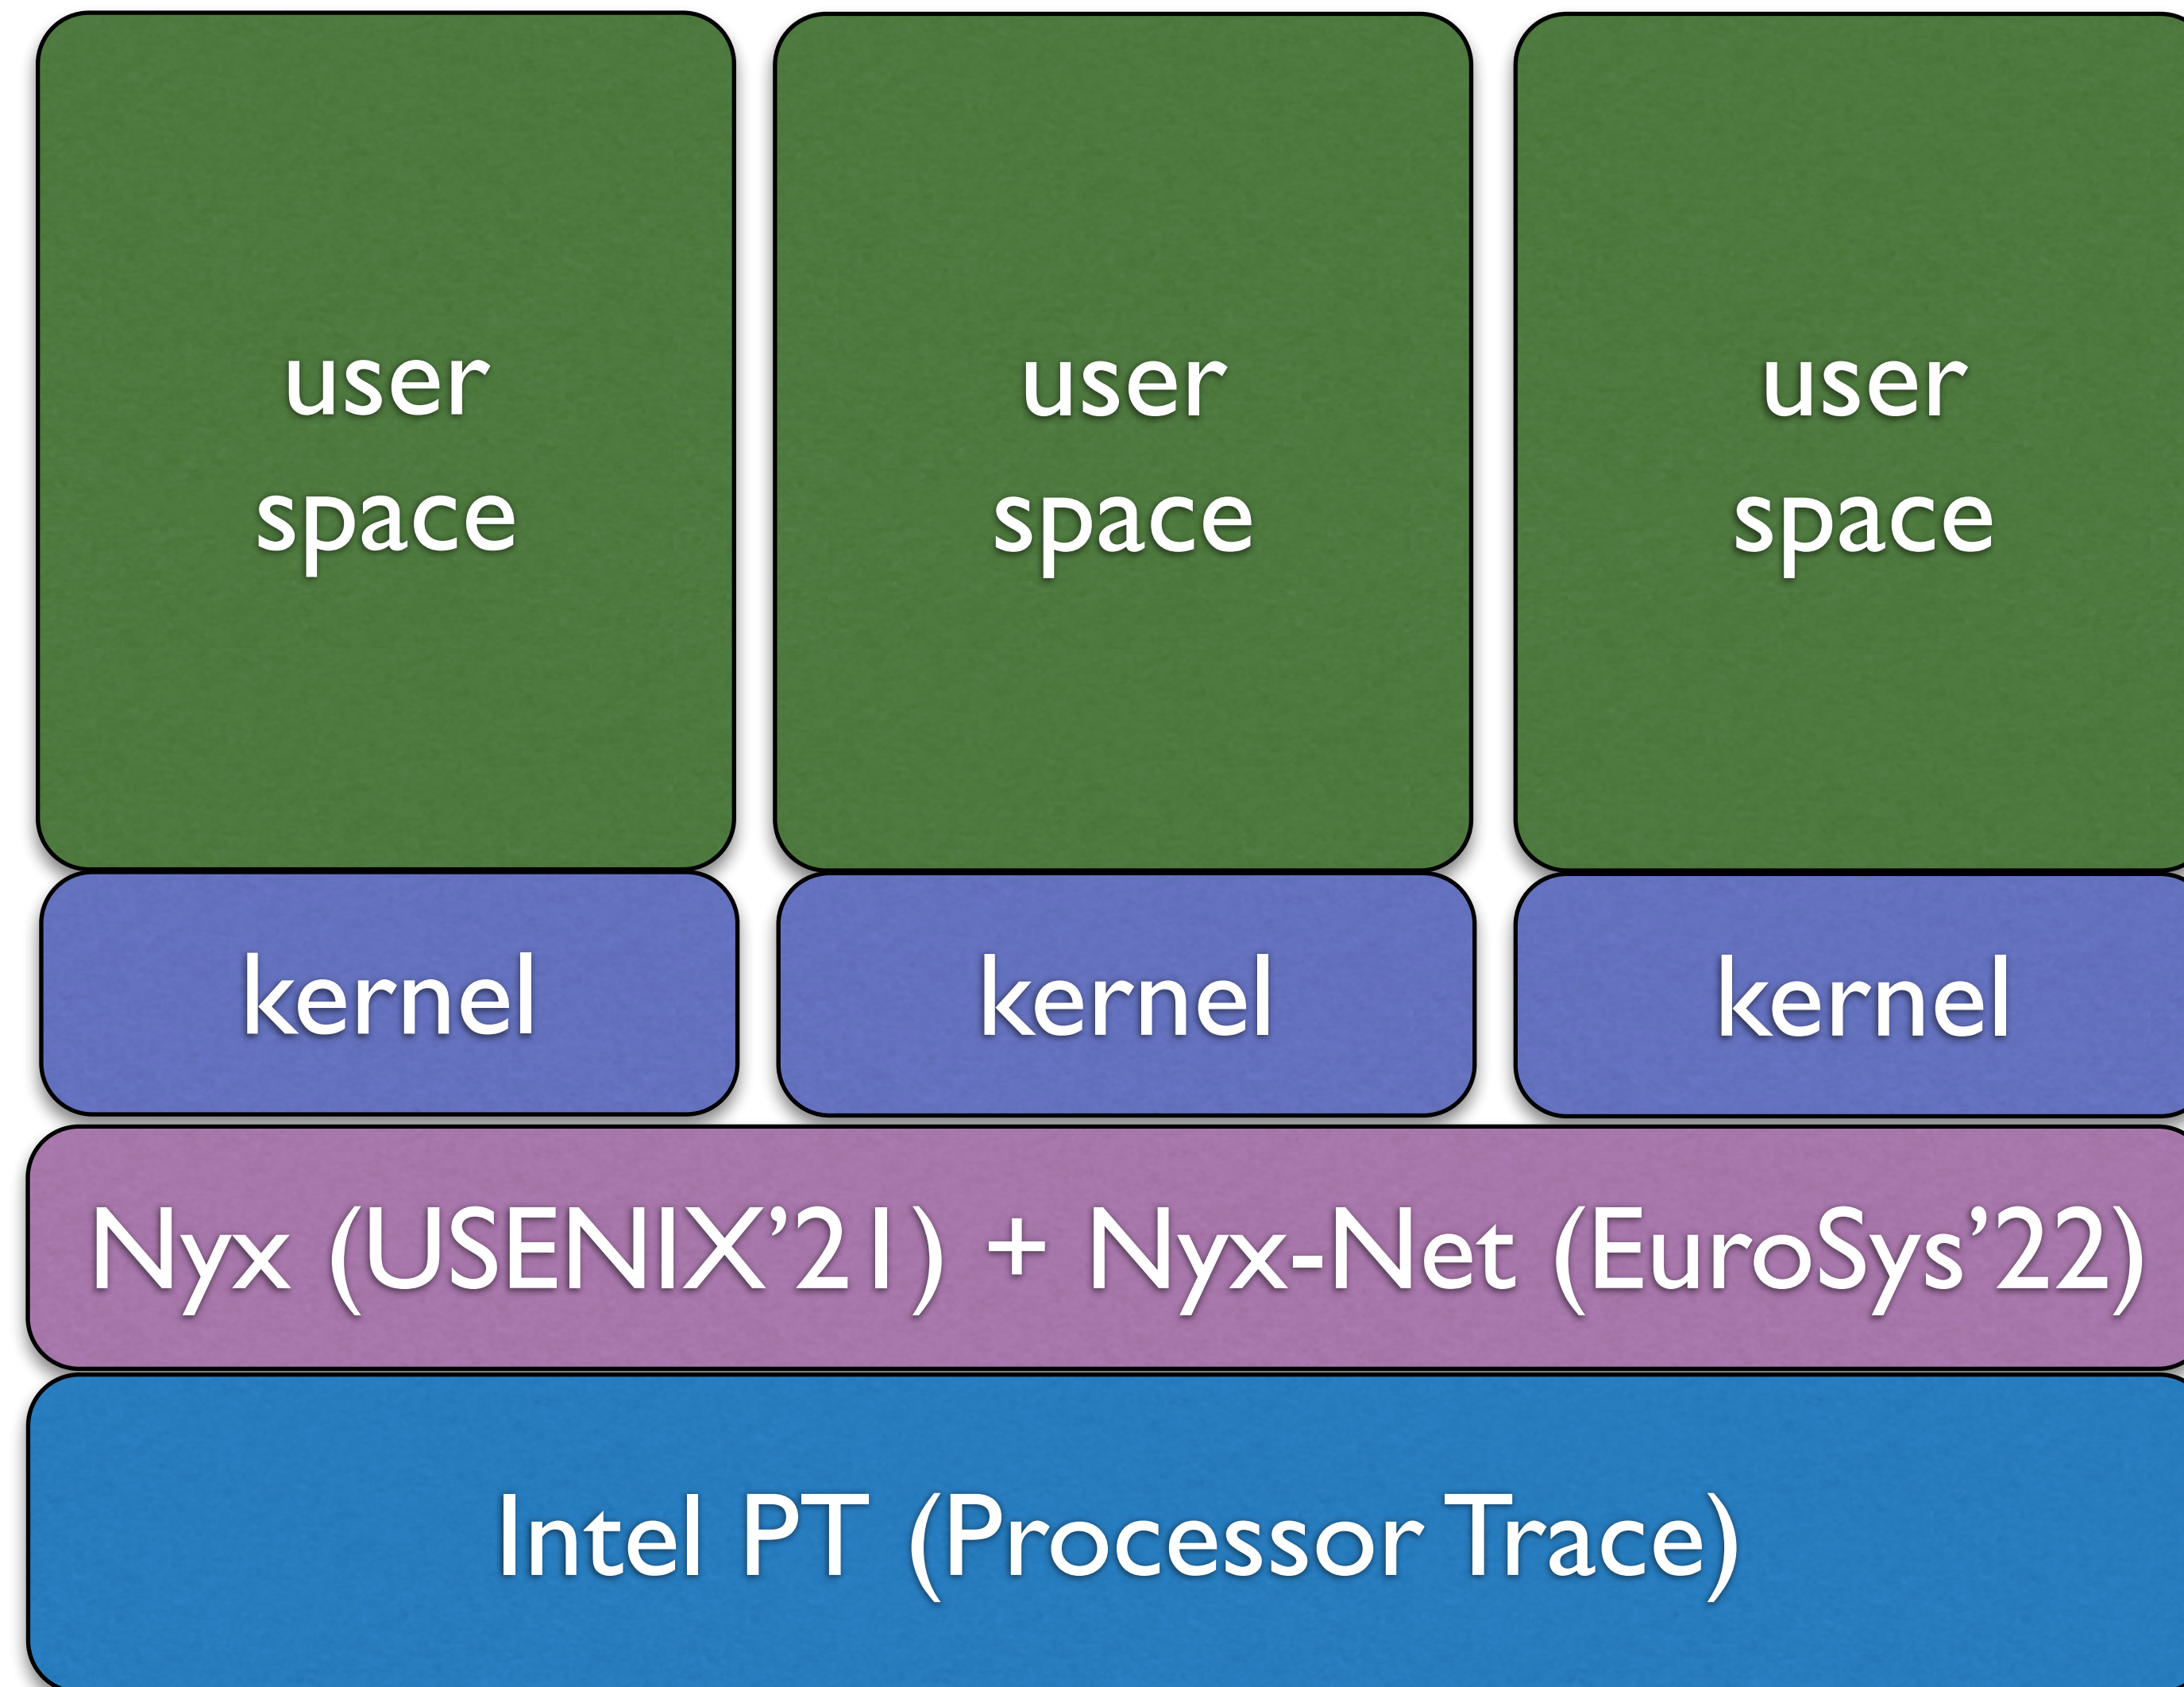 user
space
user
space
user
space
kernel
kernel
kernel
Nyx (USENIX’21) + Nyx-Net (EuroSys’22)
Intel PT (Processor Trace)